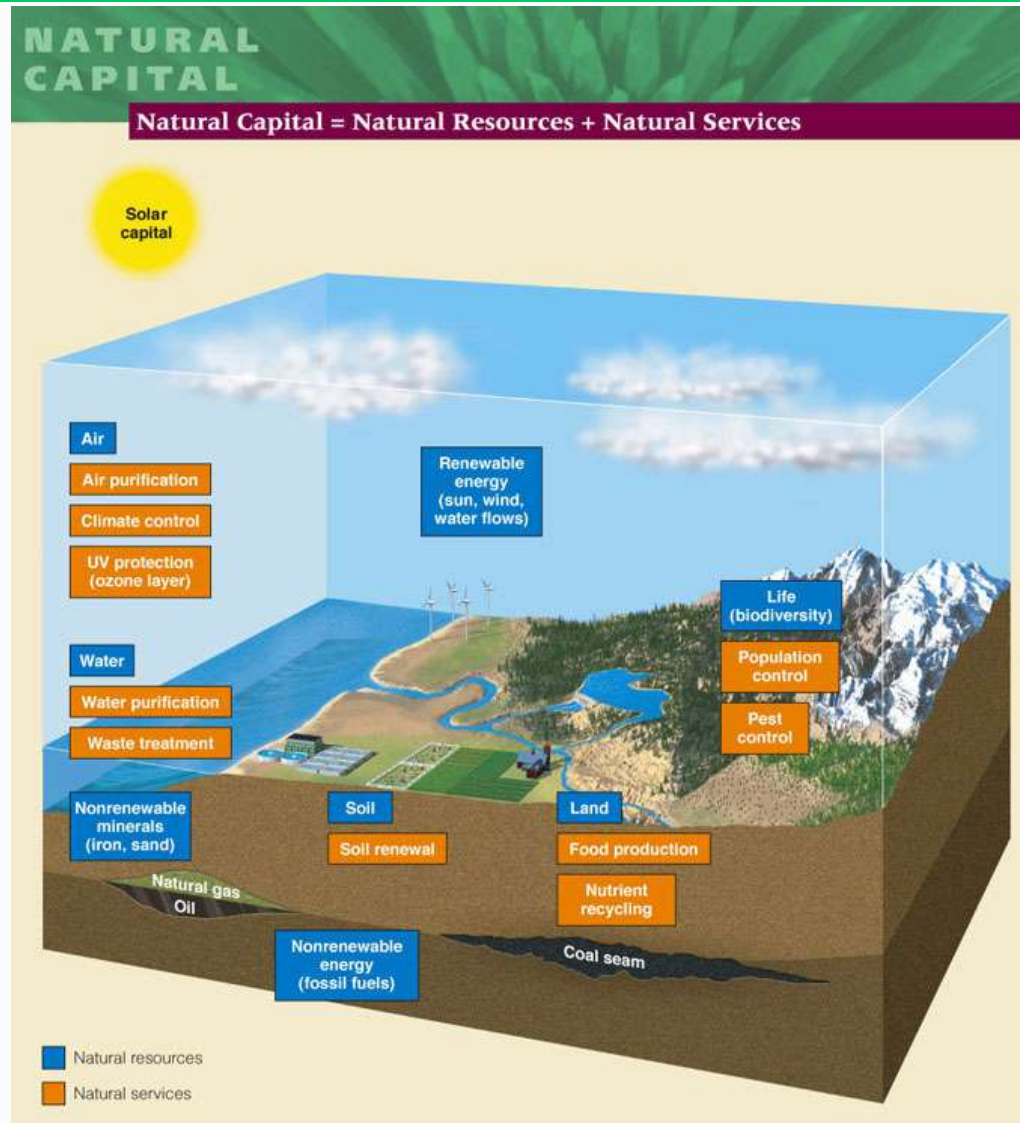 NATURAL
CAPITAL
Natural Capital = Natural Resources + Natural Services
Solar
capital
Air
Air purification
Climate control
UV protection
(ozone layer)
Renewable
energy
(sun, wind,
water flows)
Life
(biodiversity)
Population
control
Pest
control
Water
Water purification
Waste treatment
Nonrenewable
minerals
(iron, sand)
Soil
Soil renewal
Land
Food production
Nutrient
recycling
Natural gas
Oil
Nonrenewable
energy
(fossil fuels)
Coal seam
Natural resources
Natural services